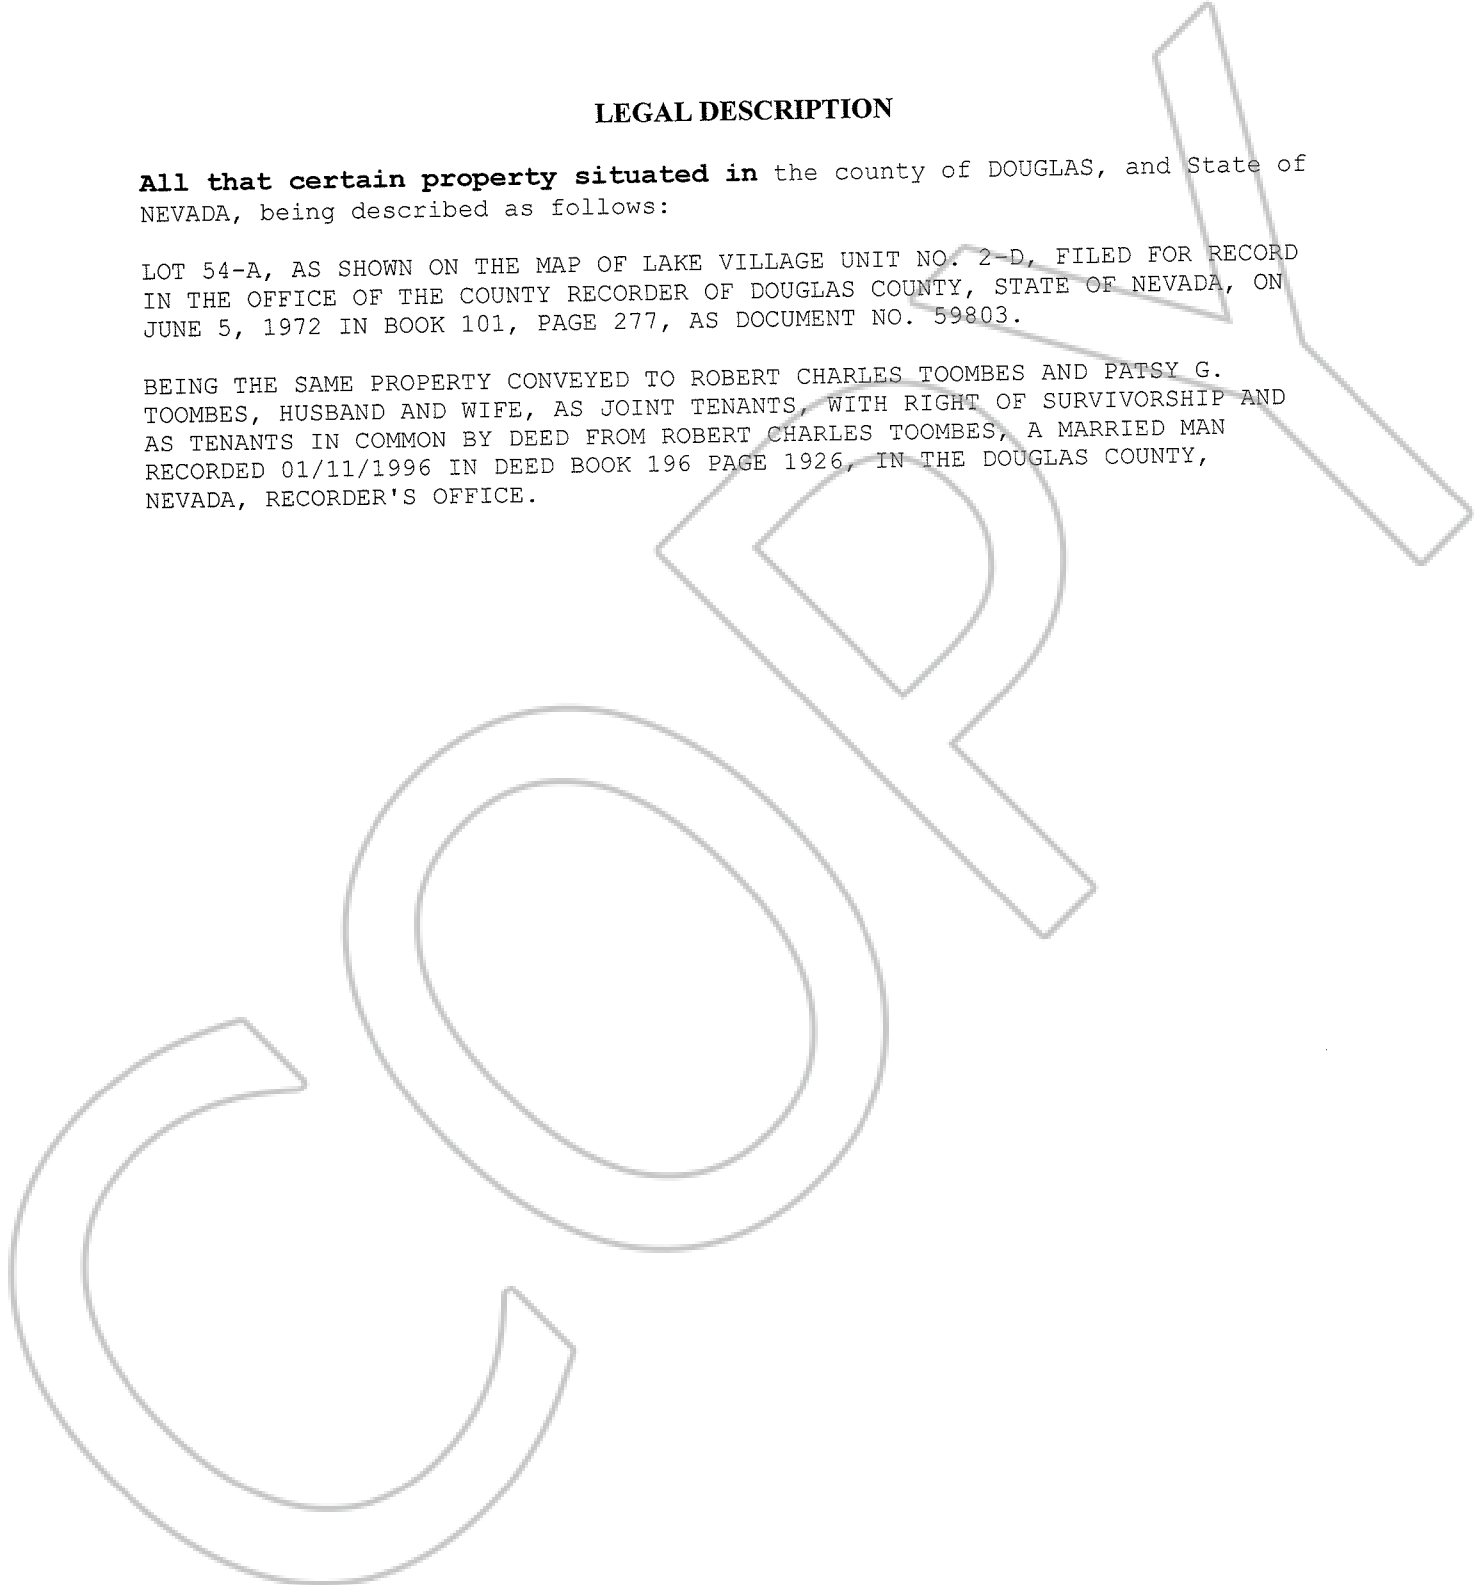 LEGAL DESCRIPTION
All that certain property situated in the county of DOUGLAS, and State of
NEVADA, being described as follows:
LOT 54-A, AS SHOWN ON THE MAP OF LAKE VILLAGE UNIT NO. 2-D, FILED FOR RECORD
IN THE OFFICE OF THE COUNTY RECORDER OF DOUGLAS COUNTY, STATE OF NEVADA, ON
JUNE 5, 1972 IN BOOK 101, PAGE 277, AS DOCUMENT NO. 59803.
BEING THE SAME PROPERTY CONVEYED TO ROBERT CHARLES TOOMBES AND PATSY G.
TOOMBES, HUSBAND AND WIFE, AS JOINT TENANTS, WITH RIGHT OF SURVIVORSHIP AND
AS TENANTS IN COMMON BY DEED FROM ROBERT CHARLES TOOMBES, A MARRIED MAN
RECORDED 01/11/1996 IN DEED BOOK 196 PAGE 1926, IN THE DOUGLAS COUNTY,
NEVADA, RECORDER'S OFFICE.
COPY